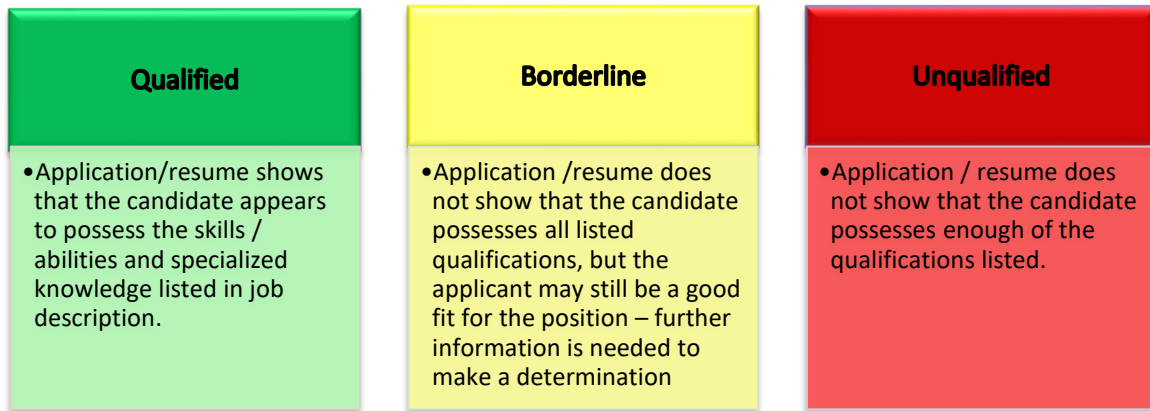 Qualified
•Application/resume shows
that the candidate appears
to possess the skills /
abilities and specialized
knowledge listed in job
description.
Borderline
•Application /resume does
not show that the candidate
possesses all listed
qualifications, but the
applicant may still be a good
fit for the position – further
information is needed to
make a determination
Unqualified
•Application / resume does
not show that the candidate
possesses enough of the
qualifications listed.